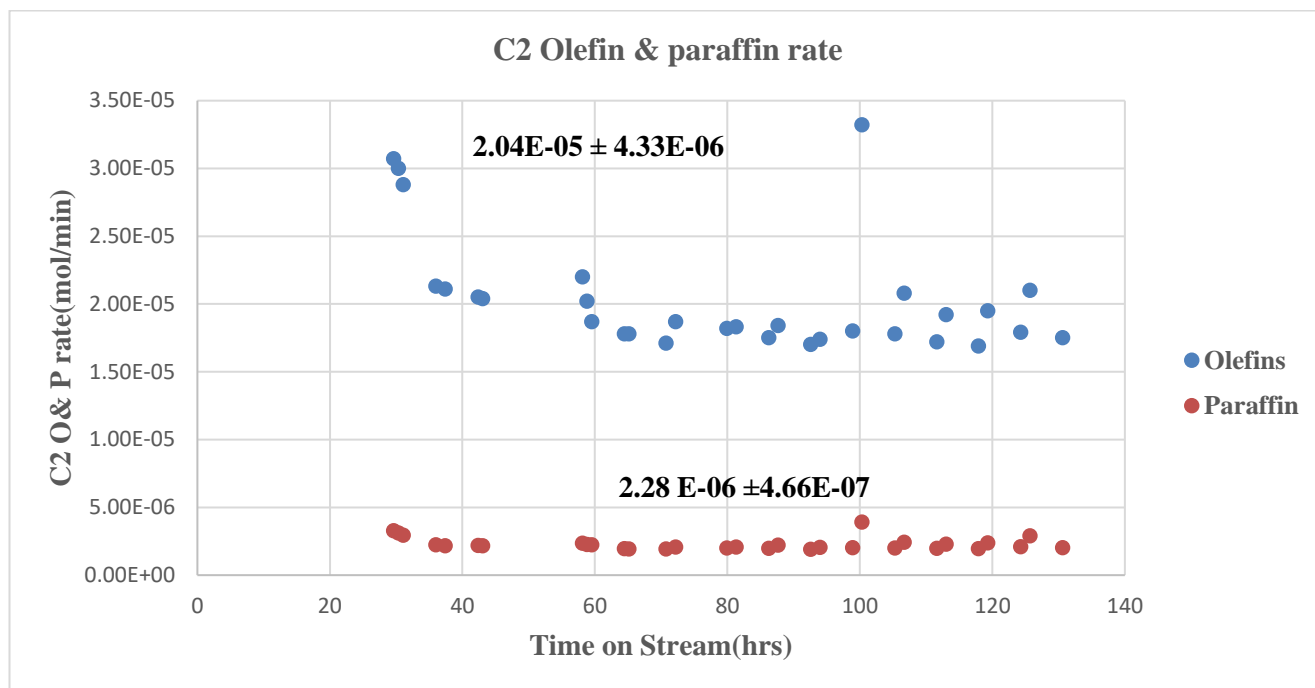 C2 Olefin & paraffin rate
3.50E-05
3.00E-05
2.50E-05
2.00E-05
1.50E-05
1.00E-05
5.00E-06
0.00E+00
C2 O& P rate(mol/min)
2.04E-05 ± 4.33E-06
2.28 E-06 ±4.66E-07
Olefins
Paraffin
0 20 40 60 80 100 120 140
Time on Stream(hrs)